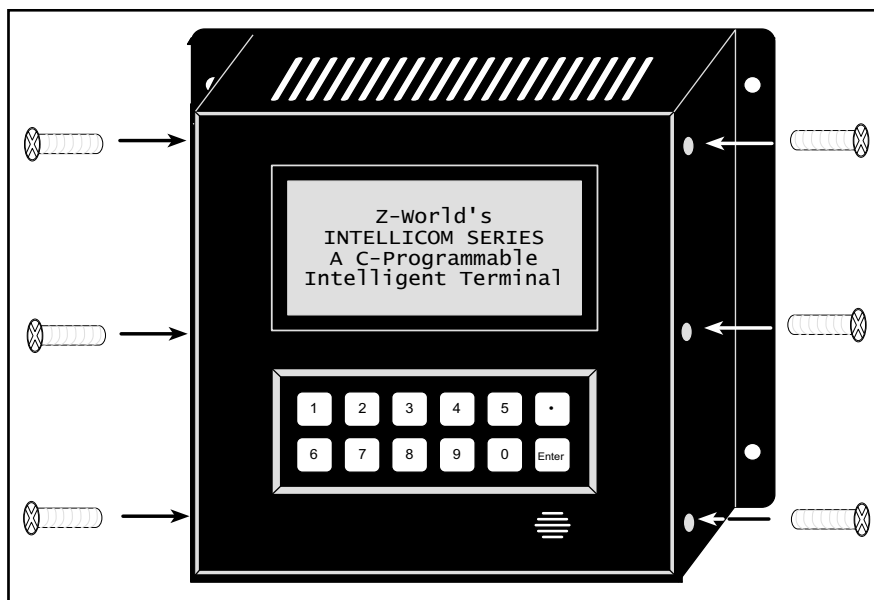 Z-World's
INTELLICOM SERIES
A C-Programmable
Intelligent Terminal
1 2 3 4 5 •
6 7 8 9 0 Enter